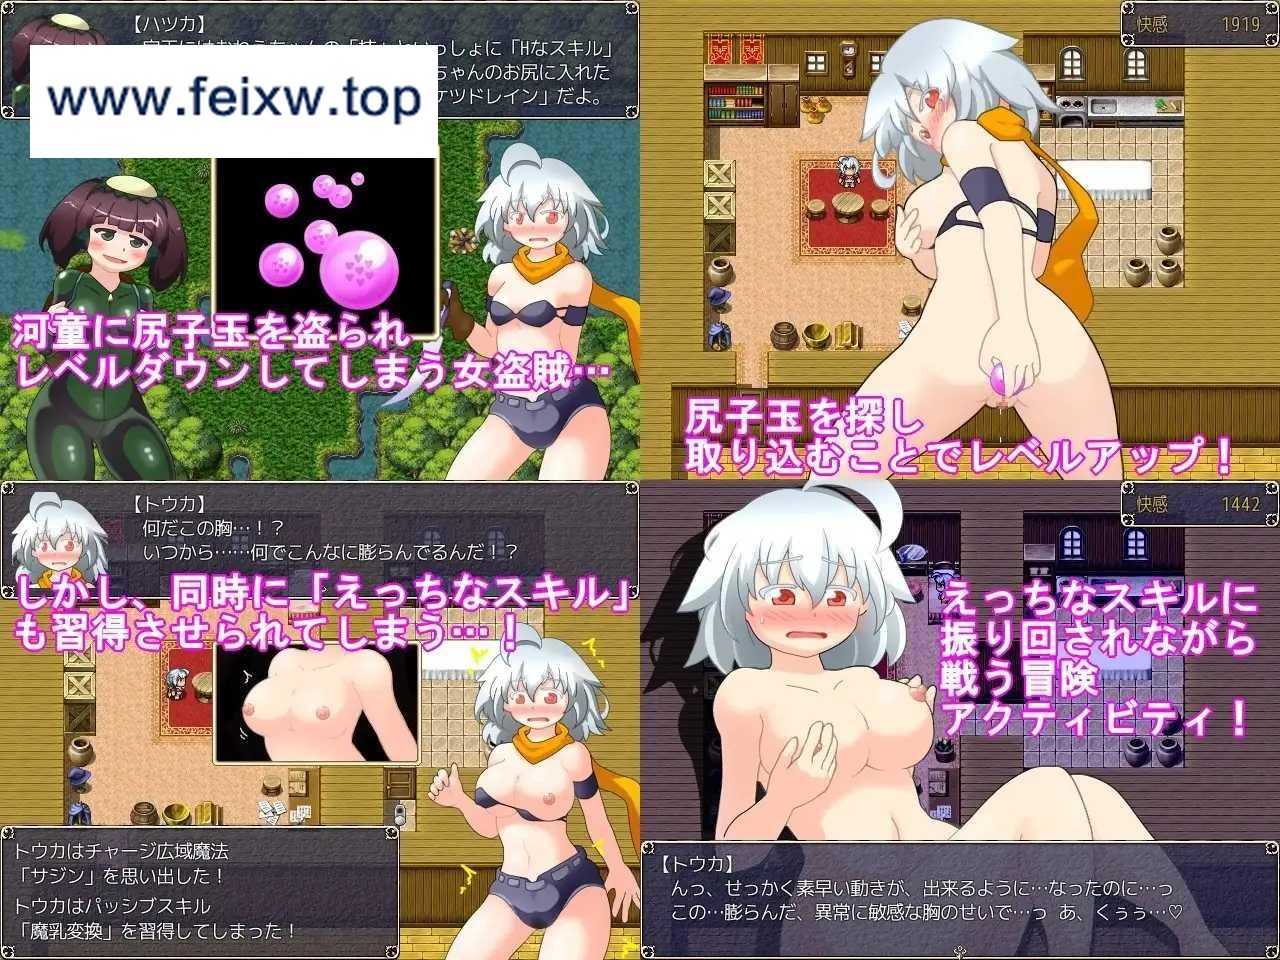 【ハツカ】
「Hなスキル」
ちゃんのお尻に入れた
ケツドレイン」だよ。
www.feixw.top
河童に尻子玉を盗られ
レベルダウンしてしまう女盗賊…
快感 1919
尻子玉を探し
取り込むことでレベルアップ！
【トウカ】
何だこの胸…！？
いつから……何でこんなに膨らんでるんだ！？
しかし、同時に「えっちなスキル」
も習得させられてしまう…！
トウカはチャージ広域魔法
「サジン」を思い出した！
トウカはパッシブスキル
「魔乳変換」を習得してしまった！
快感 1442
えっちなスキルに
振り回されながら
戦う冒険
アクティビティ！
【トウカ】
んっ、せっかく素早い動きが、出来るように…なったのに…っ
この…膨らんだ、異常に敏感な胸のせいで…っ あ、くぅぅ…♡